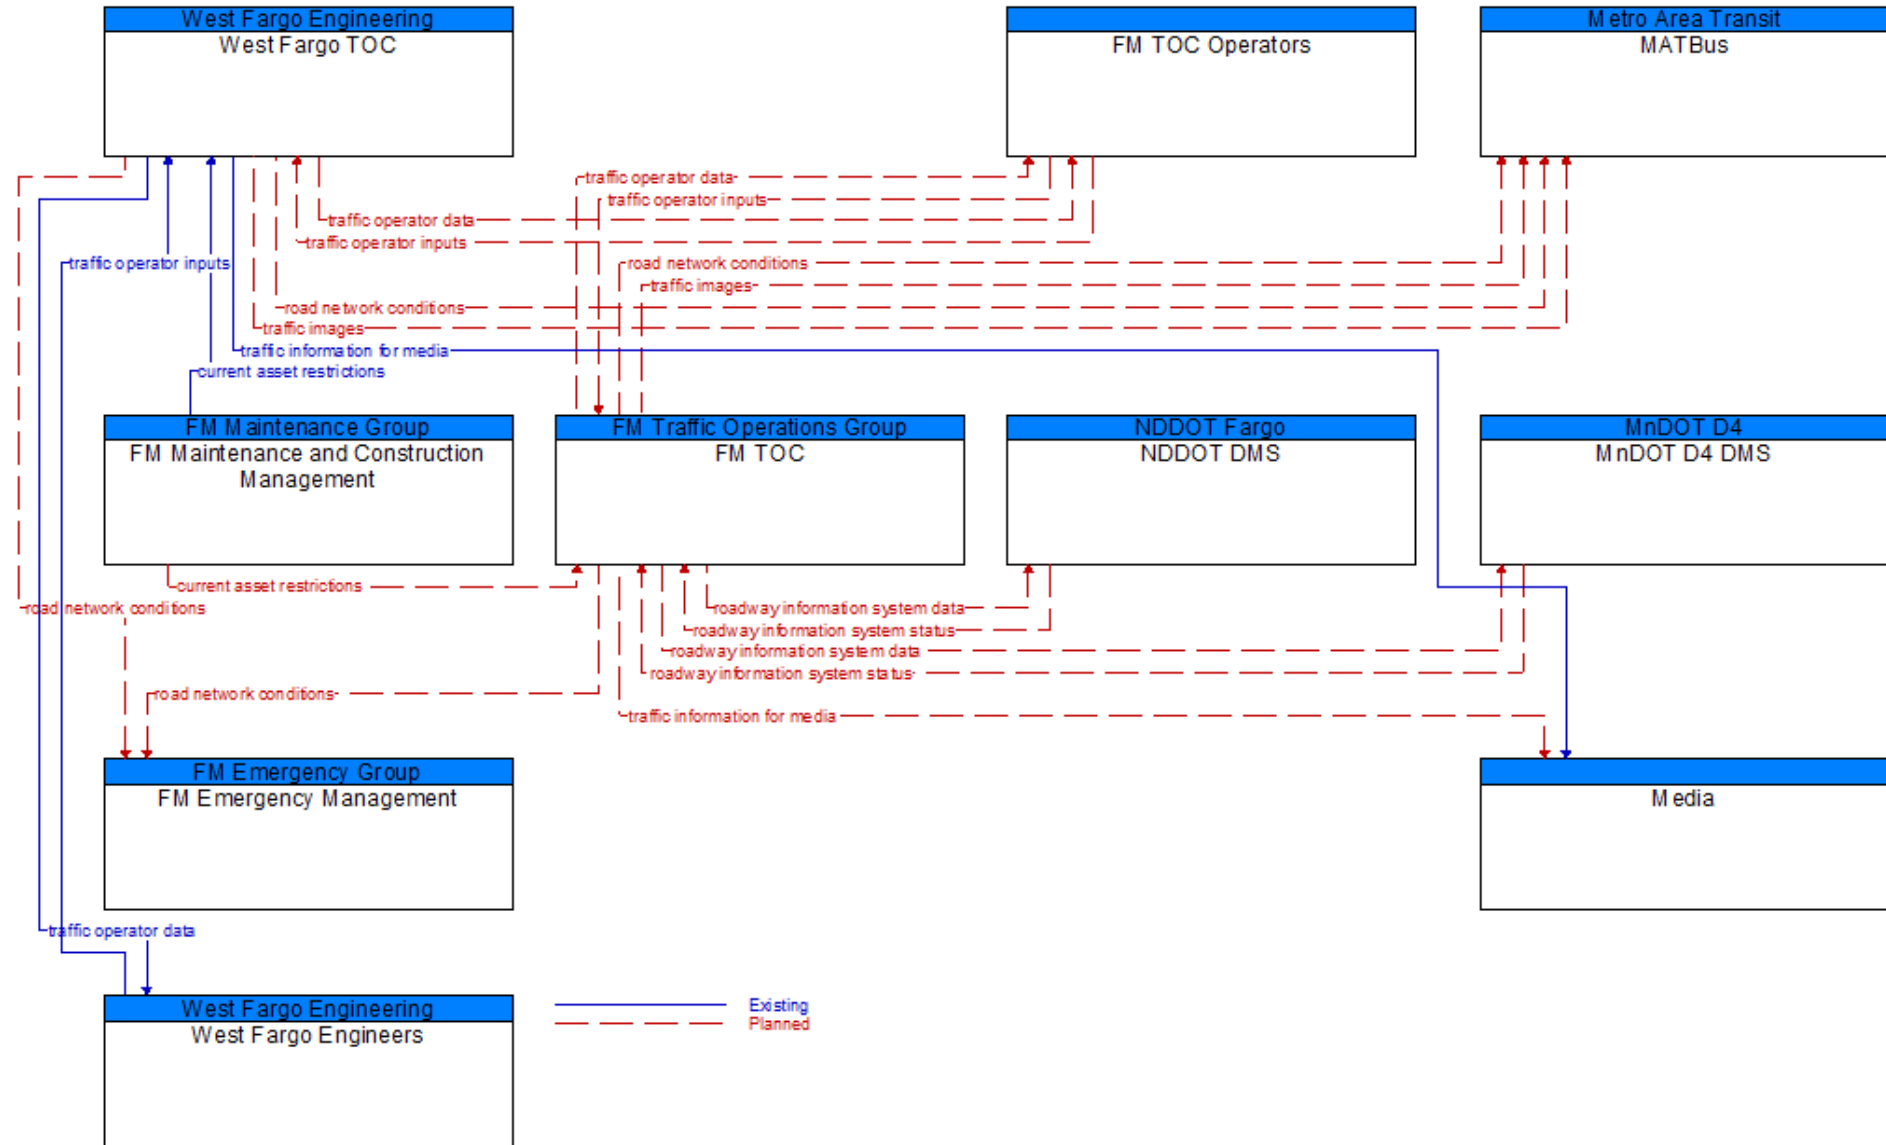 West Fargo Engineering
West Fargo TOC
FM TOC Operators
Metro Area Transit
MATBus
traffic operator data
traffic operator inputs
traffic operator data
traffic operator inputs
traffic operator inputs
road network conditions
traffic images
road network conditions
traffic images
traffic information for media
current asset restrictions
FM Maintenance Group
FM Maintenance and Construction
Management
FM Traffic Operations Group
FM TOC
NDDOT Fargo
NDDOT DMS
MnDOT D4
MnDOT D4 DMS
current asset restrictions
road network conditions
roadway information system data
roadway information system status
roadway information system data
roadway information system status
road network conditions
traffic information for media
FM Emergency Group
FM Emergency Management
Media
traffic operator data
West Fargo Engineering
West Fargo Engineers
Existing
Planned